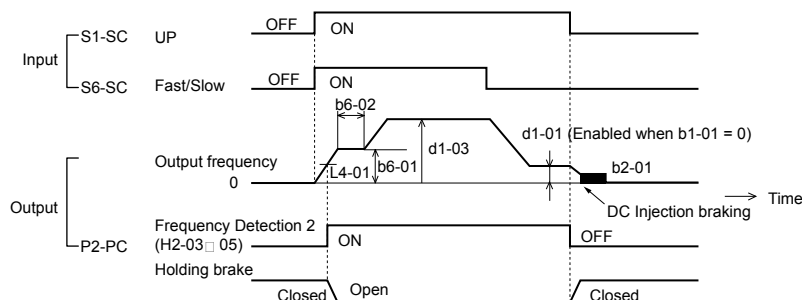 Input
S1-SC UP OFF ON
S6-SC Fast/Slow OFF ON
b6-02
d1-01 (Enabled when b1-01 = 0)
d1-03
b2-01
Output frequency
L4-01
b6-01
0
Time
DC Injection braking
Output
P2-PC
Frequency Detection 2
(H2-03□ 05)
ON OFF
Holding brake
Closed Open Closed